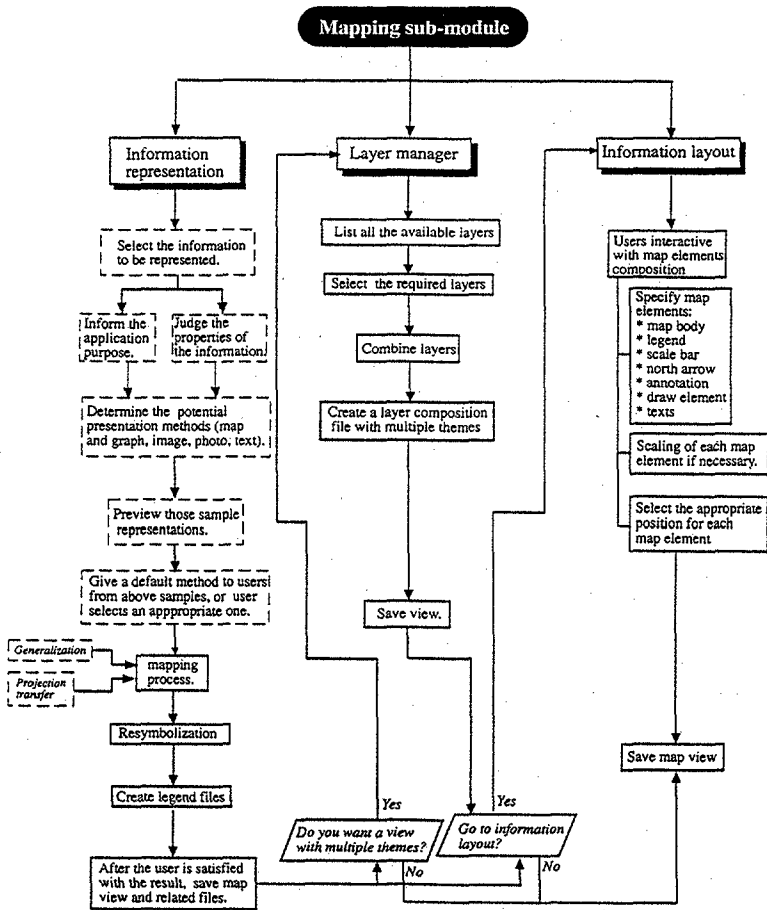 Mapping sub-module
Information
representation
Select the information
to be represented.
Inform the
application
purpose.
Judge the
properties of
the information.
Determine the potential
presentation methods (map
and graph, image, photo, text).
Preview those sample
representations.
Give a default method to users
from above samples, or user
selects an apppropriate one.
Generalization
Projection
transfer
mapping
process.
Resymbolization
Create legend files
After the user is satisfied
with the result, save map
view and related files.
Layer manager
List all the available layers
Select the required layers
Combine layers
Create a layer composition
file with multiple themes
Save view.
Yes
Do you want a view
with multiple themes?
No
Yes
Go to information
layout?
No
Information layout
Users interactive
with map elements
composition
Specify map
elements:
* map body
* legend
* scale bar
* north arrow
* annotation
* draw element
* texts
Scaling of each map
element if necessary.
Select the appropriate
position for each
map element
Save map view